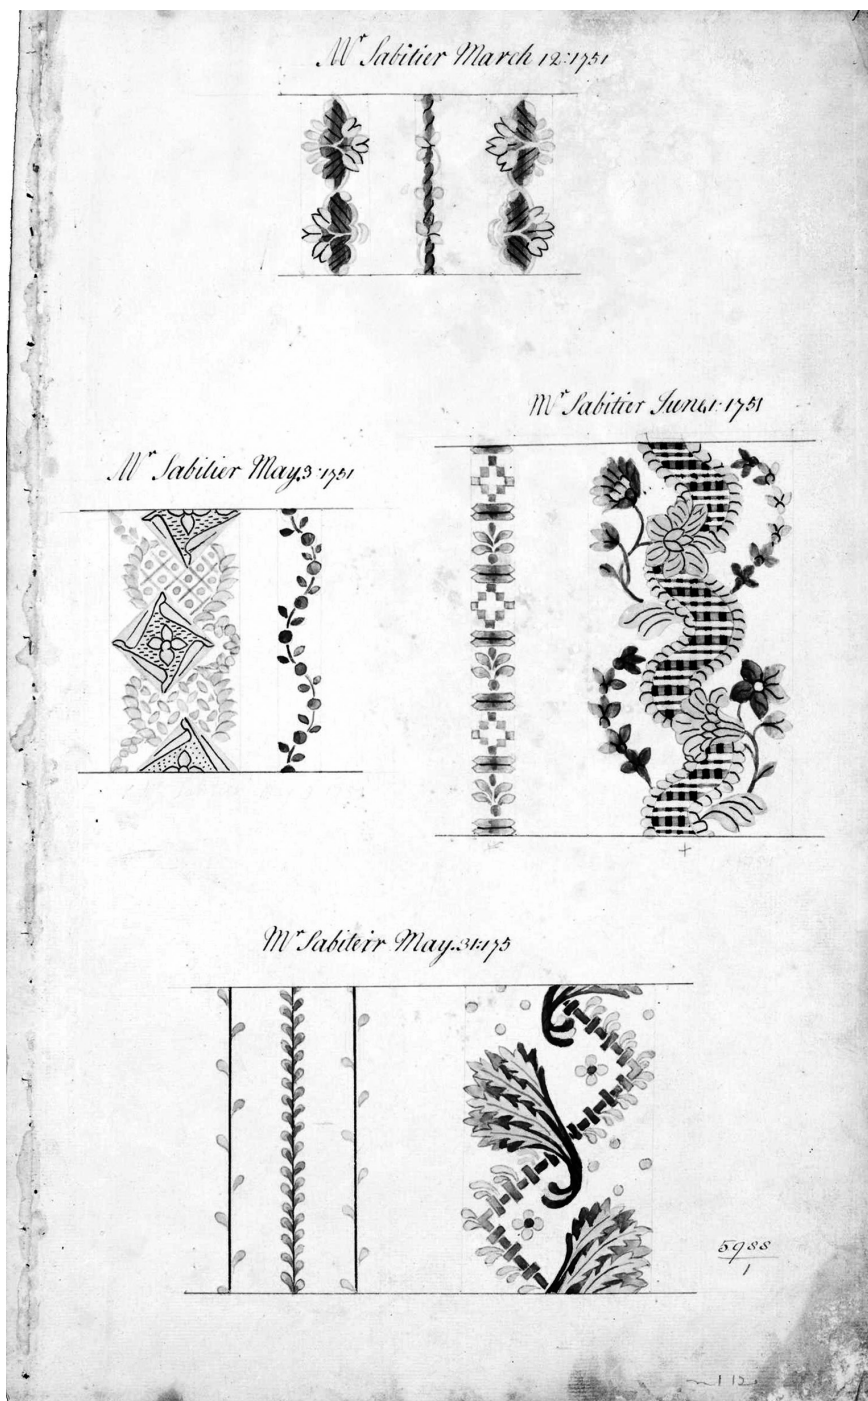 Mr Sabitier March 12:1751
Mr Sabitier June 1:1751
Mr Sabitier May.3:1751
Mr Sabiteir May.31:175
5988
1